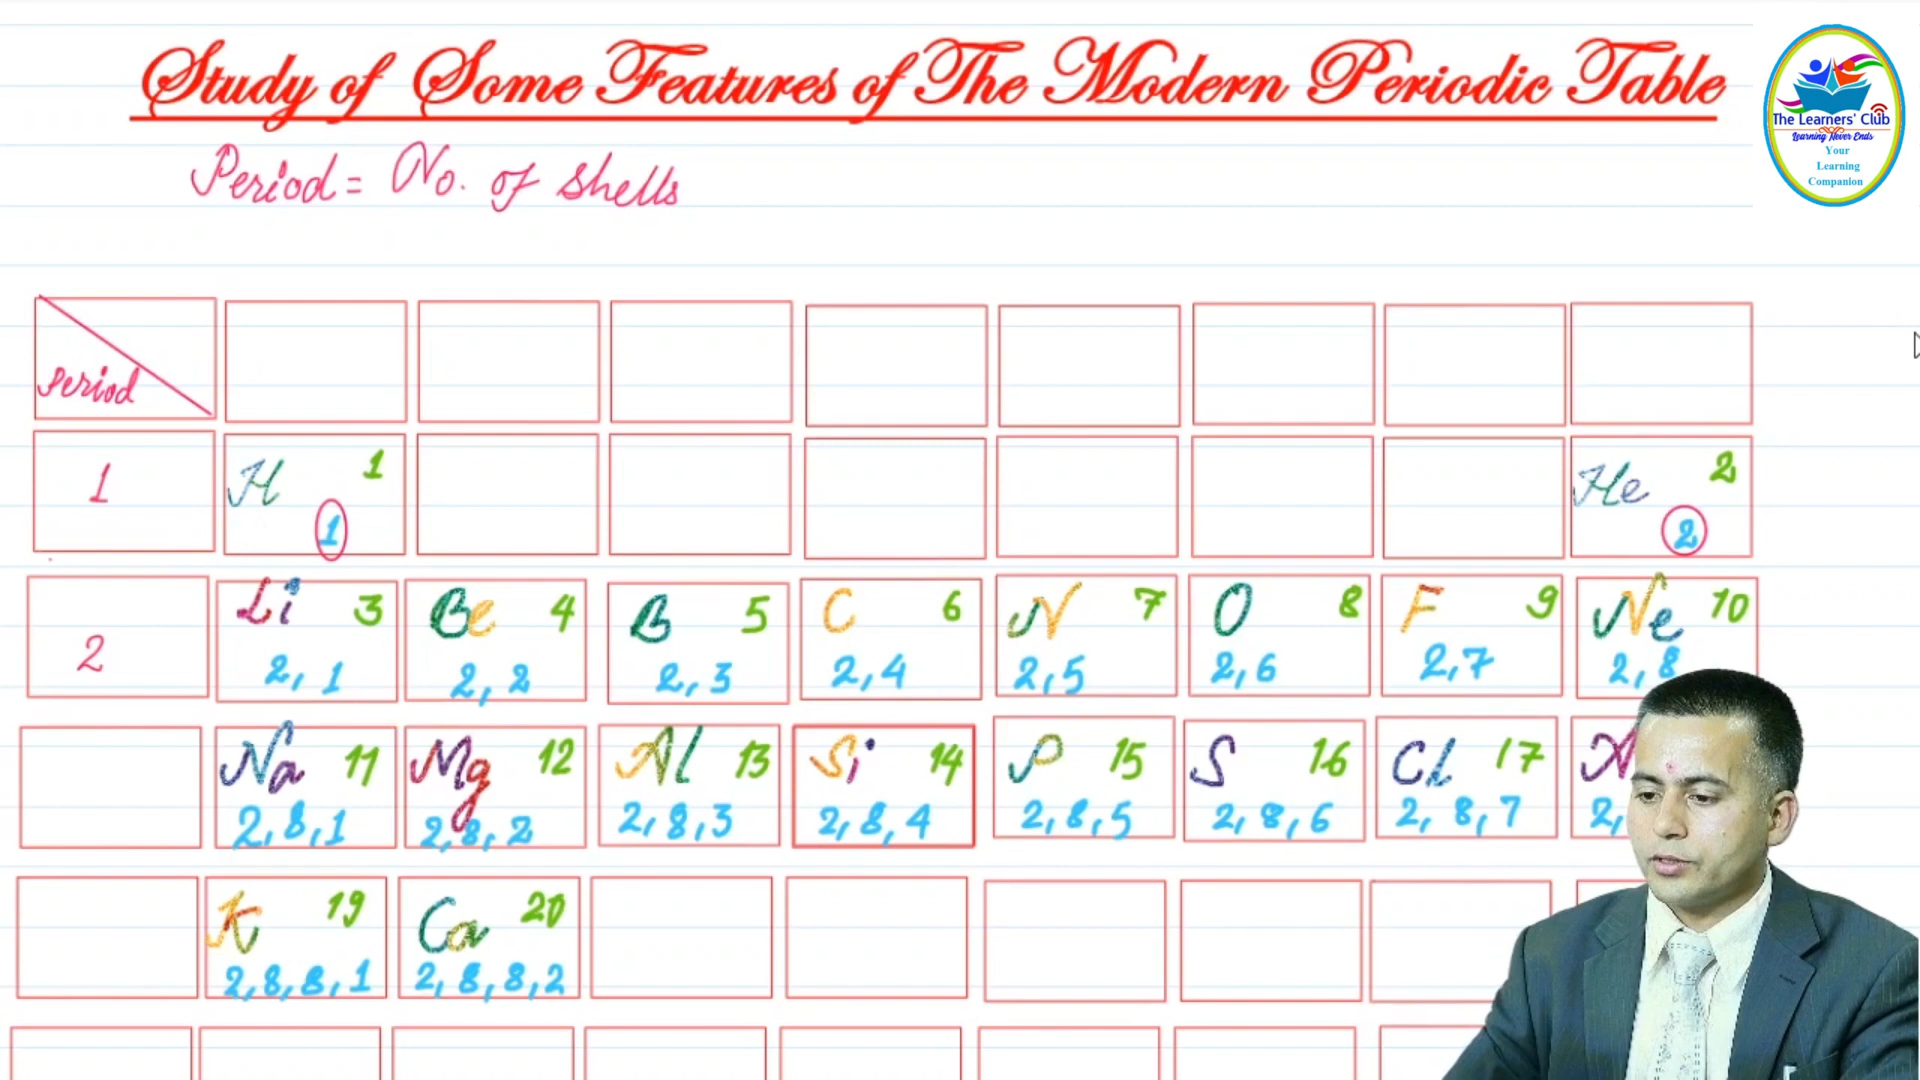 Study of Some Features of The Modern Periodic Table
The Learners' Club
Learning Never Ends
Your
Learning
Companion
Period = No. of shells
Period
1 H 1 He 2
1 2
2 Li 3 Be 4 B 5 C 6 N 7 O 8 F 9 Ne 10
2, 1 2, 2 2, 3 2, 4 2, 5 2, 6 2, 7 2, 8
Na 11 Mg 12 Al 13 Si 14 P 15 S 16 Cl 17
2, 8, 1 2, 8, 2 2, 8, 3 2, 8, 4 2, 8, 5 2, 8, 6 2, 8, 7 2,
K 19 Ca 20
2, 8, 8, 1 2, 8, 8, 2